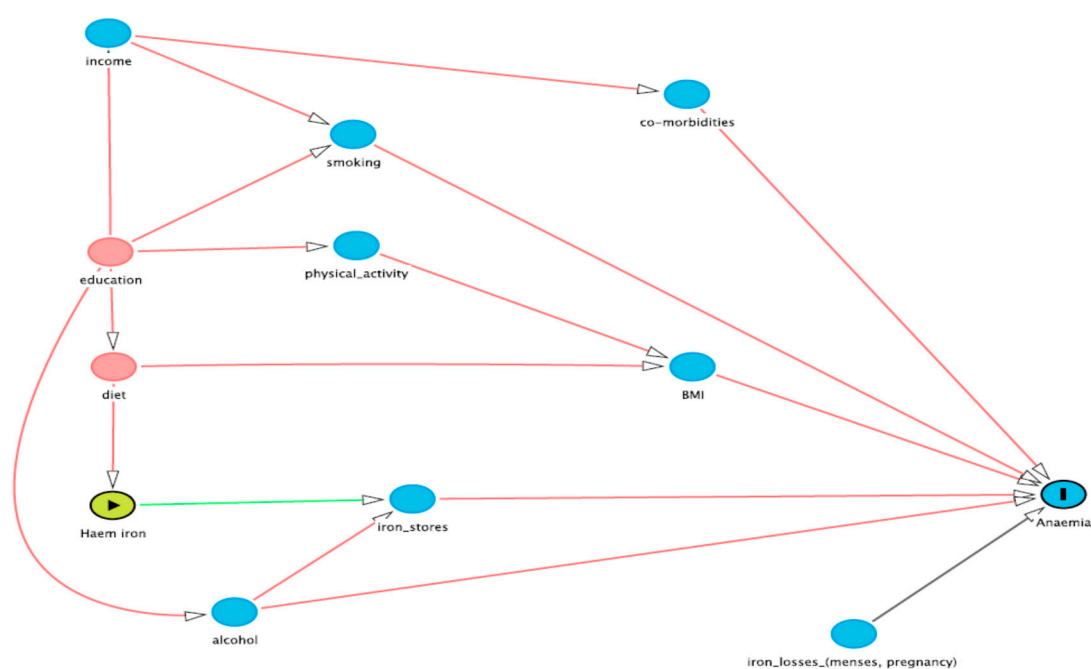 income
co-morbidities
smoking
physical_activity
education
diet
BMI
Haem iron
iron_stores
Anaemia
alcohol
iron_losses_(menses, pregnancy)